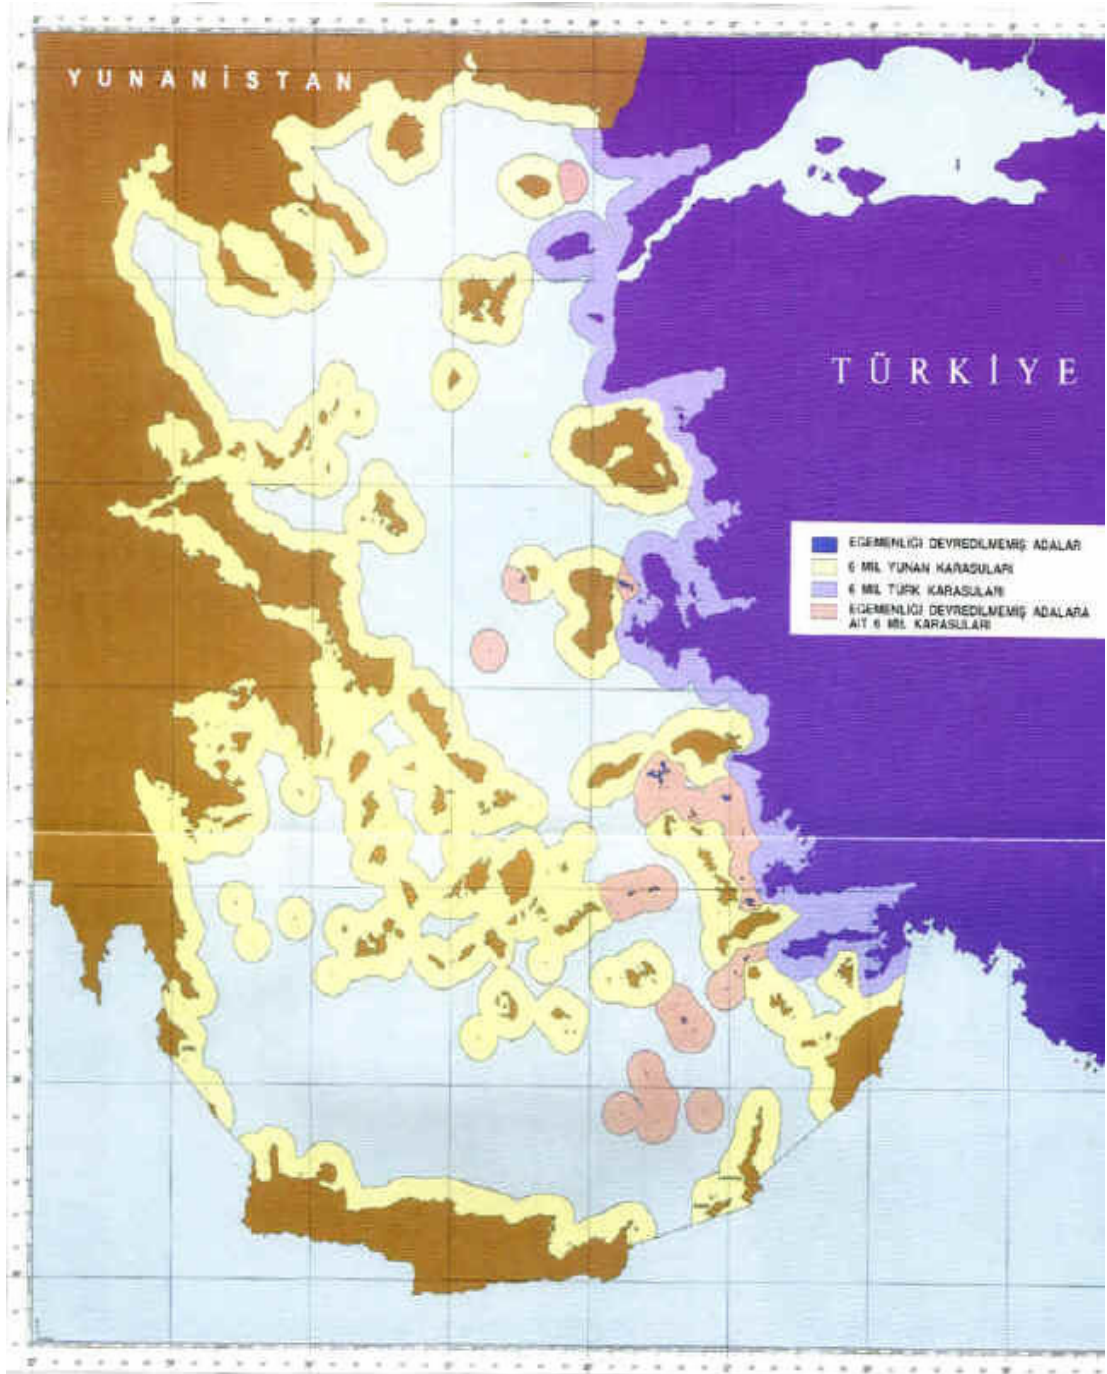 YUNANİSTAN
TÜRKİYE
EGEMENLİĞİ DEVREDİLMEMİŞ ADALAR
6 MİL YUNAN KARASULARI
6 MİL TÜRK KARASULARI
EGEMENLİĞİ DEVREDİLMEMİŞ ADALARA
AİT 6 MİL KARASULARI